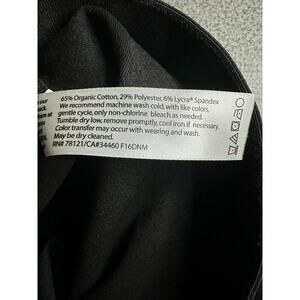 65% Organic Cotton, 29% Polyester, 6% Lycra® Spandex
We recommend machine wash cold, with like colors,
gentle cycle, only non-chlorine bleach as needed.
Tumble dry low, remove promptly, cool iron if necessary.
Color transfer may occur with wearing and wash.
May be dry cleaned.
RN# 78121/CA#34460 F16DNM
our